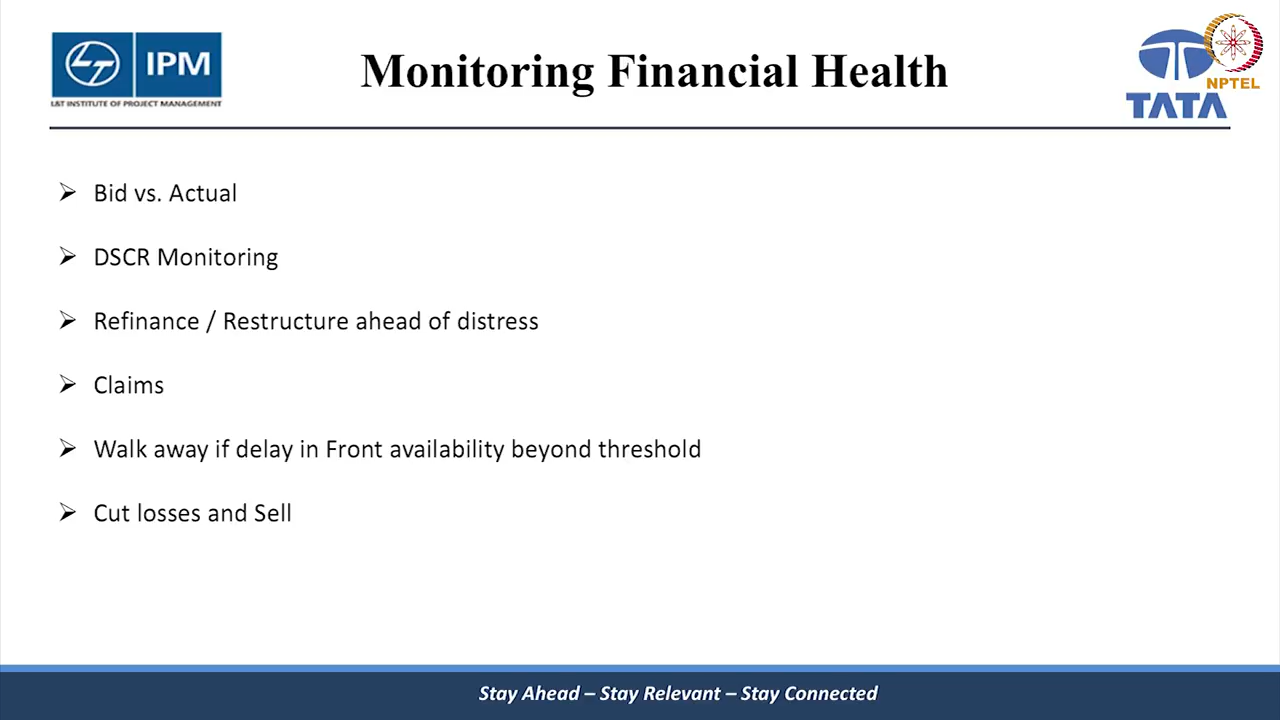 LT IPM
L&T INSTITUTE OF PROJECT MANAGEMENT
Monitoring Financial Health
NPTEL
TATA
Bid vs. Actual
DSCR Monitoring
Refinance / Restructure ahead of distress
Claims
Walk away if delay in Front availability beyond threshold
Cut losses and Sell
Stay Ahead – Stay Relevant – Stay Connected